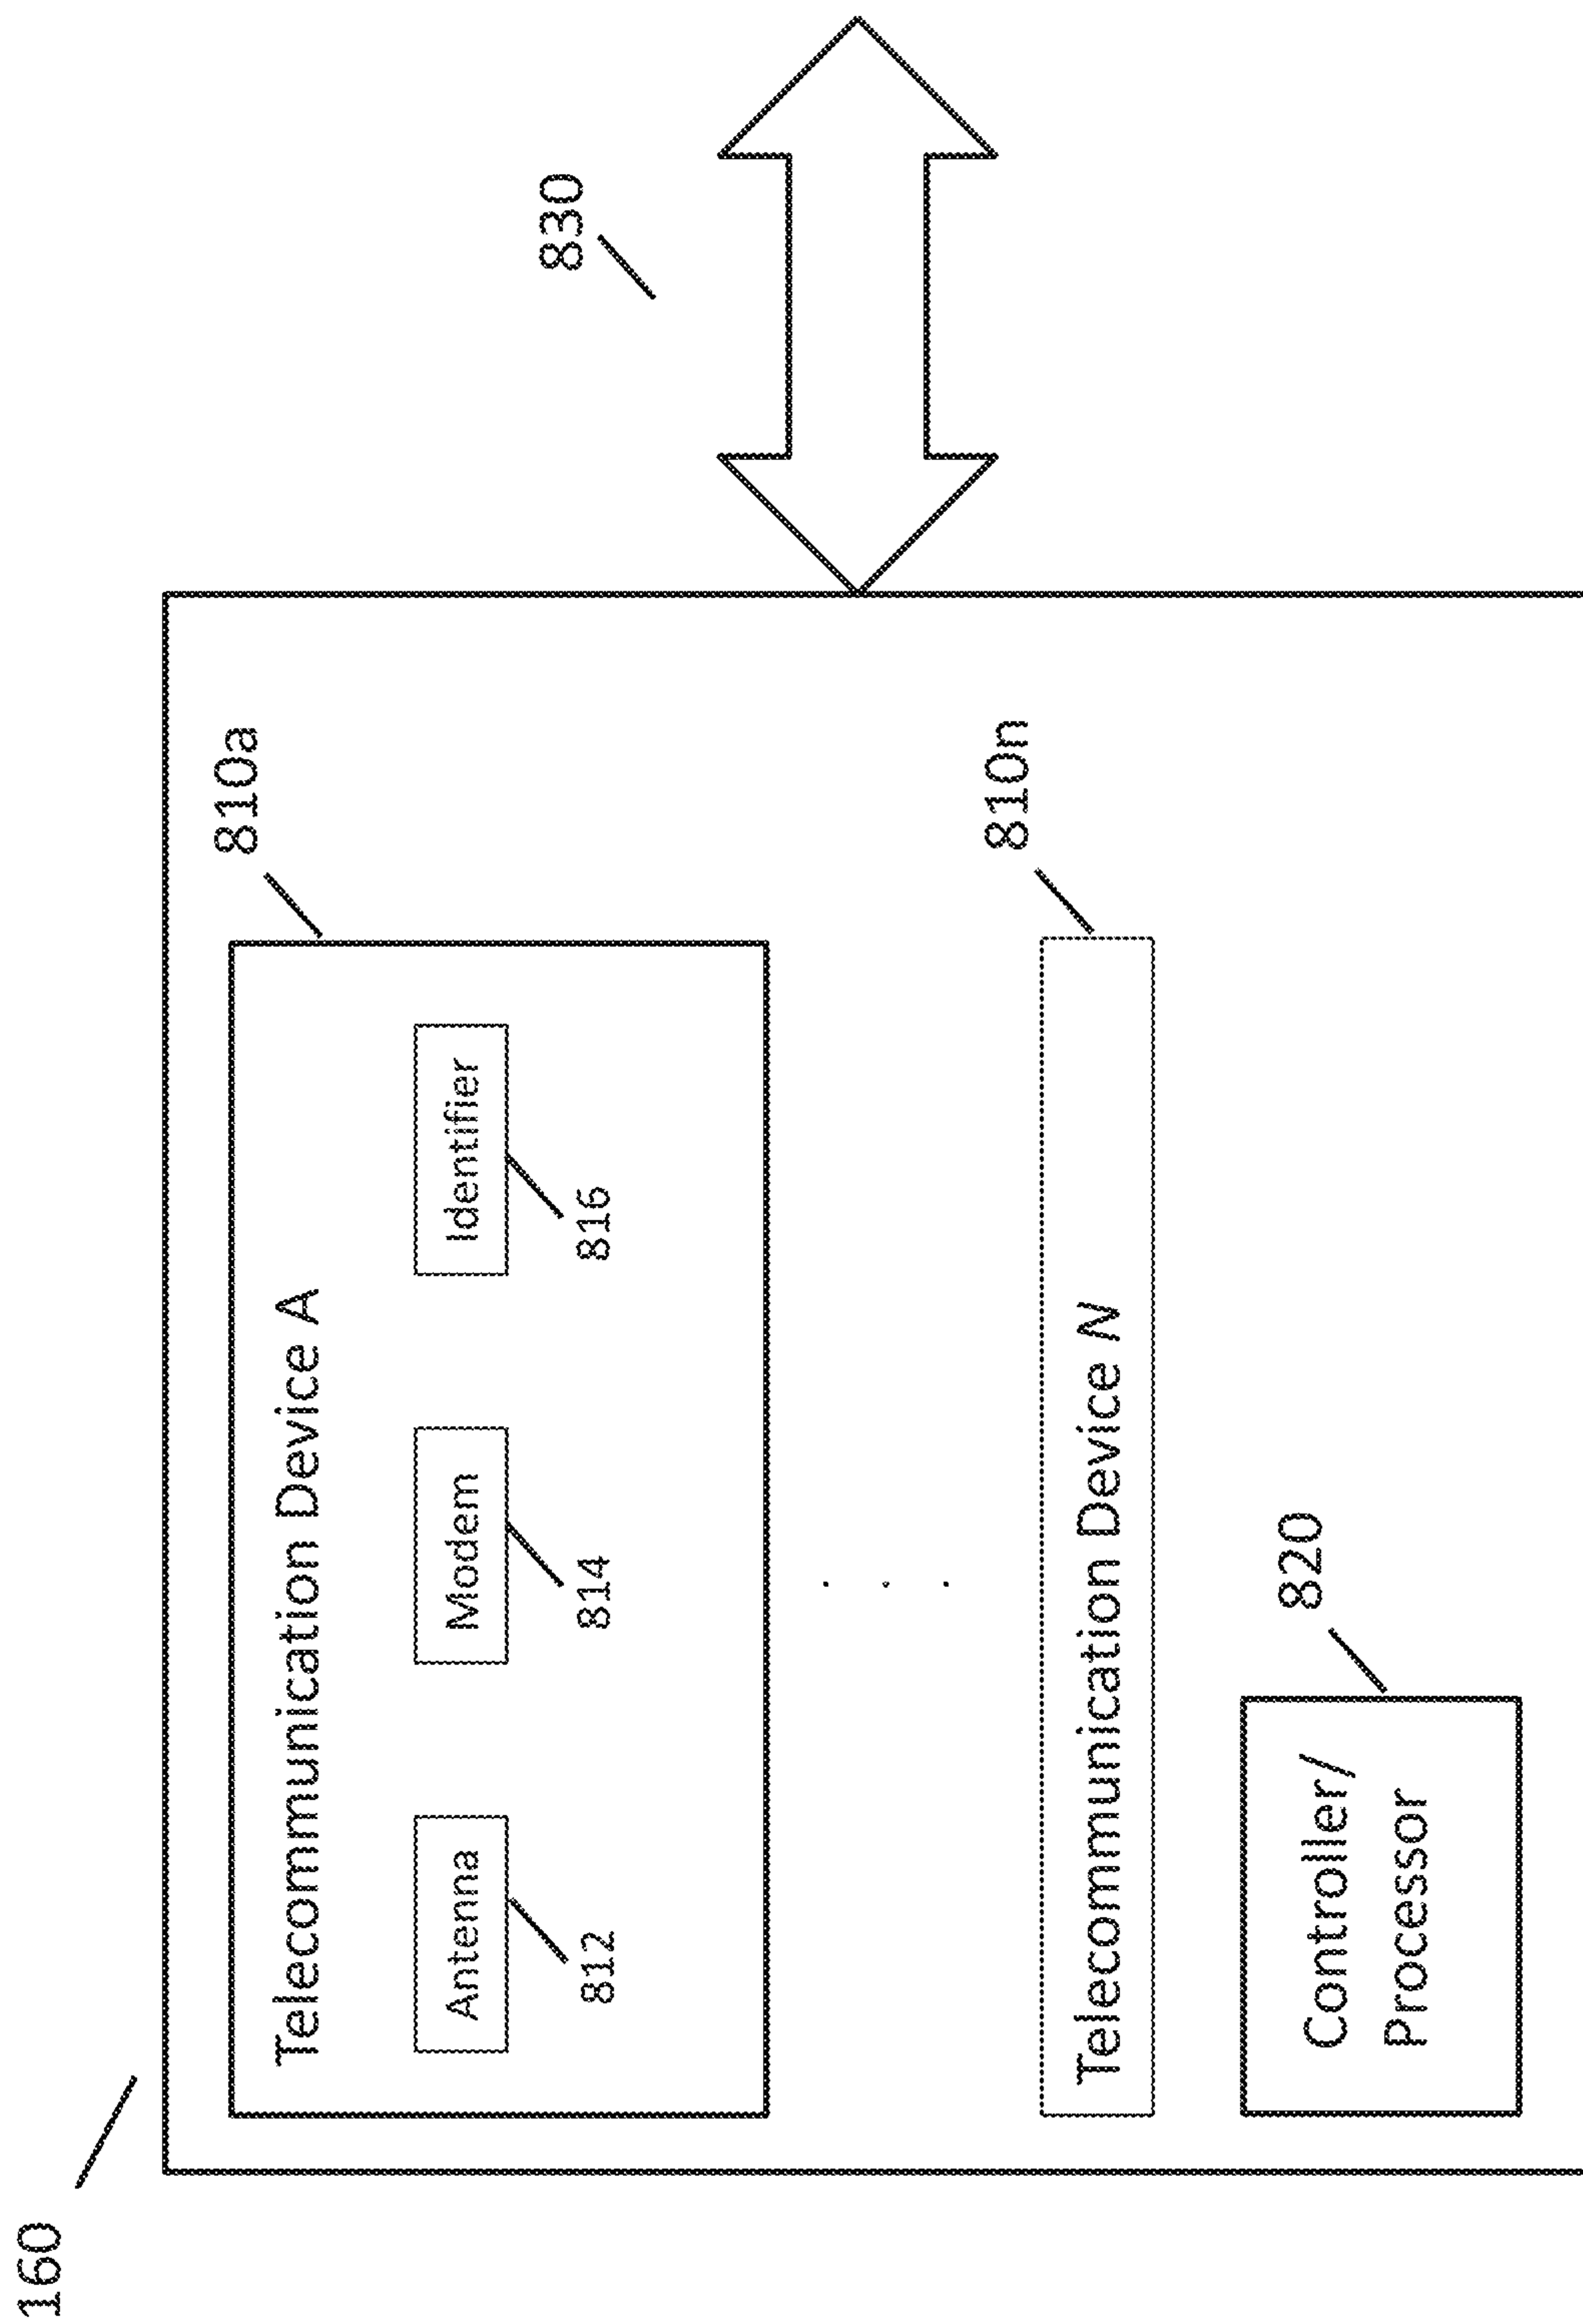 160
Telecommunication Device A
810a
Antenna
Modem
Identifier
812
814
816
830
Telecommunication Device N
810n
Controller/
Processor
820